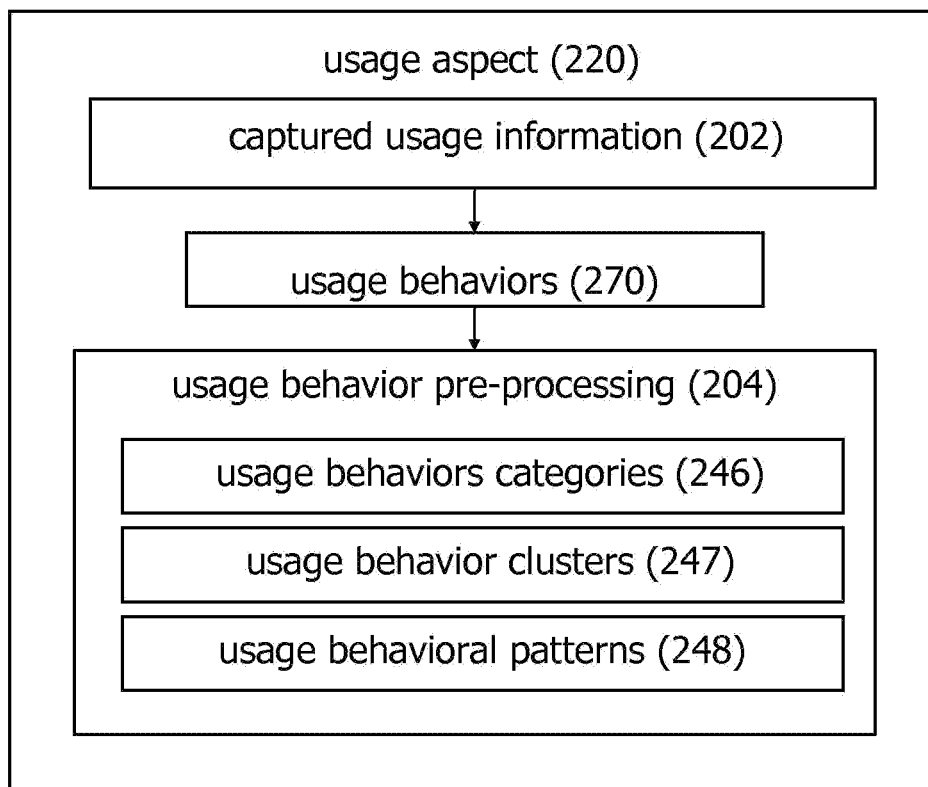 usage aspect (220)
captured usage information (202)
usage behaviors (270)
usage behavior pre-processing (204)
usage behaviors categories (246)
usage behavior clusters (247)
usage behavioral patterns (248)